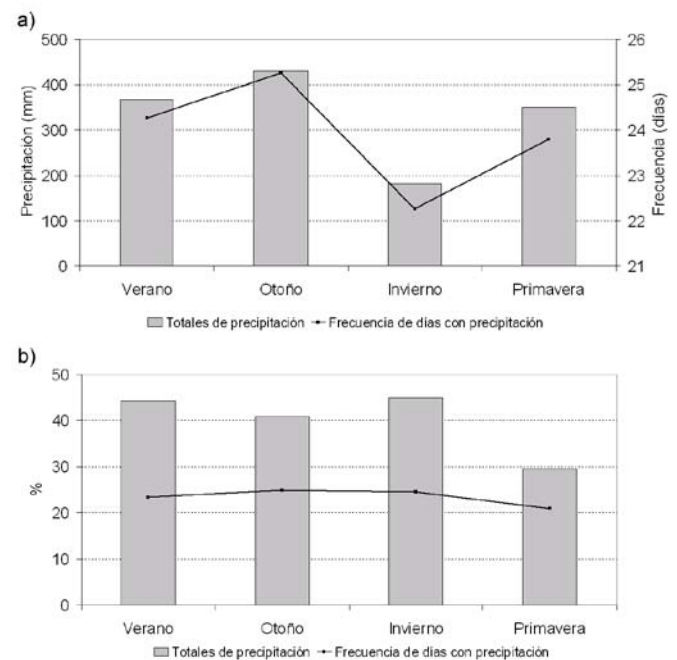 a)
Precipitación (mm)
500
400
300
200
100
0
26
25
24
23
22
21
Frecuencia (días)
Verano Otoño Invierno Primavera
Totales de precipitación Frecuencia de días con precipitación
b)
%
50
40
30
20
10
0
Verano Otoño Invierno Primavera
Totales de precipitación Frecuencia de días con precipitación